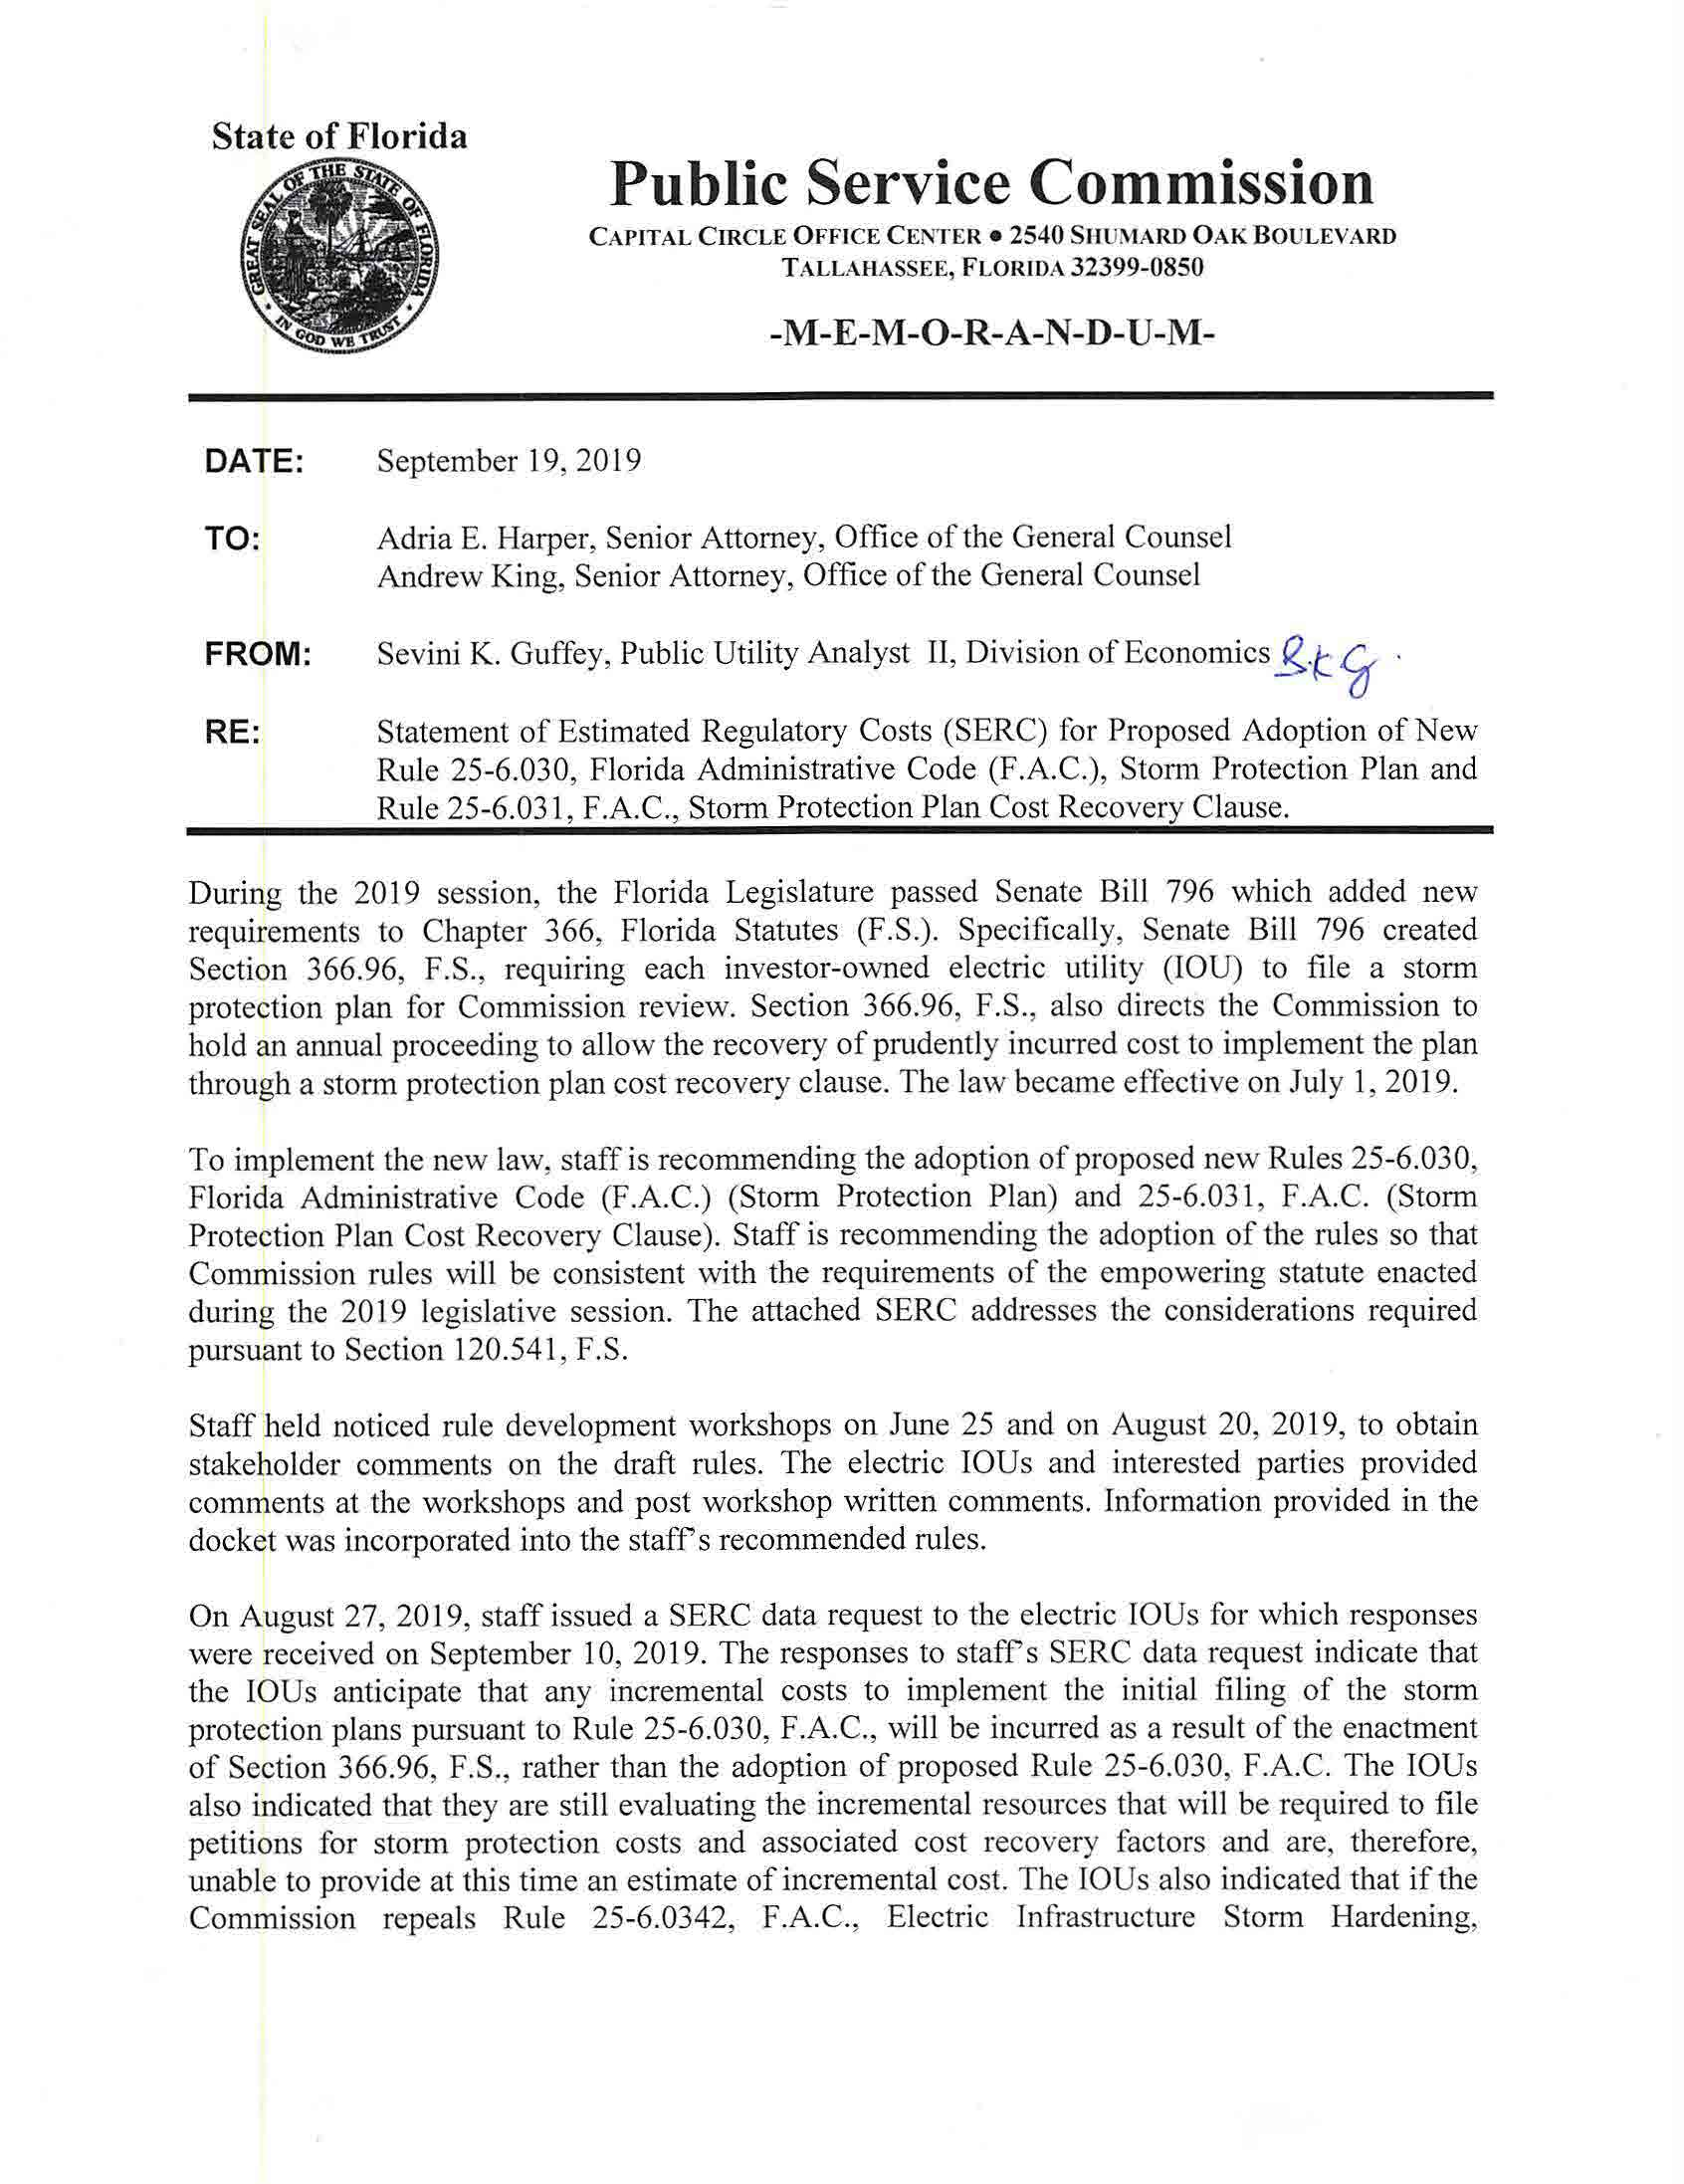 State of Florida
GREAT SEAL OF THE STATE OF FLORIDA
IN GOD WE TRUST
Public Service Commission
CAPITAL CIRCLE OFFICE CENTER ● 2540 SHUMARD OAK BOULEVARD
TALLAHASSEE, FLORIDA 32399-0850
-M-E-M-O-R-A-N-D-U-M-
DATE: September 19, 2019
TO: Adria E. Harper, Senior Attorney, Office of the General Counsel
Andrew King, Senior Attorney, Office of the General Counsel
FROM: Sevini K. Guffey, Public Utility Analyst II, Division of Economics S.K.G.
RE: Statement of Estimated Regulatory Costs (SERC) for Proposed Adoption of New
Rule 25-6.030, Florida Administrative Code (F.A.C.), Storm Protection Plan and
Rule 25-6.031, F.A.C., Storm Protection Plan Cost Recovery Clause.
During the 2019 session, the Florida Legislature passed Senate Bill 796 which added new
requirements to Chapter 366, Florida Statutes (F.S.). Specifically, Senate Bill 796 created
Section 366.96, F.S., requiring each investor-owned electric utility (IOU) to file a storm
protection plan for Commission review. Section 366.96, F.S., also directs the Commission to
hold an annual proceeding to allow the recovery of prudently incurred cost to implement the plan
through a storm protection plan cost recovery clause. The law became effective on July 1, 2019.
To implement the new law, staff is recommending the adoption of proposed new Rules 25-6.030,
Florida Administrative Code (F.A.C.) (Storm Protection Plan) and 25-6.031, F.A.C. (Storm
Protection Plan Cost Recovery Clause). Staff is recommending the adoption of the rules so that
Commission rules will be consistent with the requirements of the empowering statute enacted
during the 2019 legislative session. The attached SERC addresses the considerations required
pursuant to Section 120.541, F.S.
Staff held noticed rule development workshops on June 25 and on August 20, 2019, to obtain
stakeholder comments on the draft rules. The electric IOUs and interested parties provided
comments at the workshops and post workshop written comments. Information provided in the
docket was incorporated into the staff's recommended rules.
On August 27, 2019, staff issued a SERC data request to the electric IOUs for which responses
were received on September 10, 2019. The responses to staff's SERC data request indicate that
the IOUs anticipate that any incremental costs to implement the initial filing of the storm
protection plans pursuant to Rule 25-6.030, F.A.C., will be incurred as a result of the enactment
of Section 366.96, F.S., rather than the adoption of proposed Rule 25-6.030, F.A.C. The IOUs
also indicated that they are still evaluating the incremental resources that will be required to file
petitions for storm protection costs and associated cost recovery factors and are, therefore,
unable to provide at this time an estimate of incremental cost. The IOUs also indicated that if the
Commission repeals Rule 25-6.0342, F.A.C., Electric Infrastructure Storm Hardening,